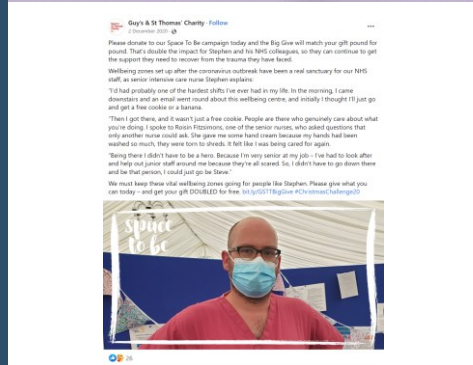 Guy's & St Thomas' Charity · Follow
2 December 2020 ·
Please donate to our Space To Be campaign today and the Big Give will match your gift pound for
pound. That's double the impact for Stephen and his NHS colleagues, so they can continue to get
the support they need to recover from the trauma they have faced.
Wellbeing zones set up after the coronavirus outbreak have been a real sanctuary for our NHS
staff, as senior intensive care nurse Stephen explains:
"I'd had probably one of the hardest shifts I've ever had in my life. In the morning, I came
downstairs and an email went round about this wellbeing centre, and initially I thought I'll just go
and get a free cookie or a banana.
"Then I got there, and it wasn't just a free cookie. People are there who genuinely care about what
you're doing. I spoke to Roisin Fitzsimons, one of the senior nurses, who asked questions that
only another nurse could ask. She gave me some hand cream because my hands had been
washed so much, they were torn to shreds. It felt like I was being cared for again.
"Being there I didn't have to be a hero. Because I'm very senior at my job – I've had to look after
and help out junior staff around me because they're all scared. So, I didn't have to go down there
and be that person, I could just go be Steve."
We must keep these vital wellbeing zones going for people like Stephen. Please give what you
can today – and get your gift DOUBLED for free. bit.ly/GSTTBigGive #ChristmasChallenge20
space
to be
26